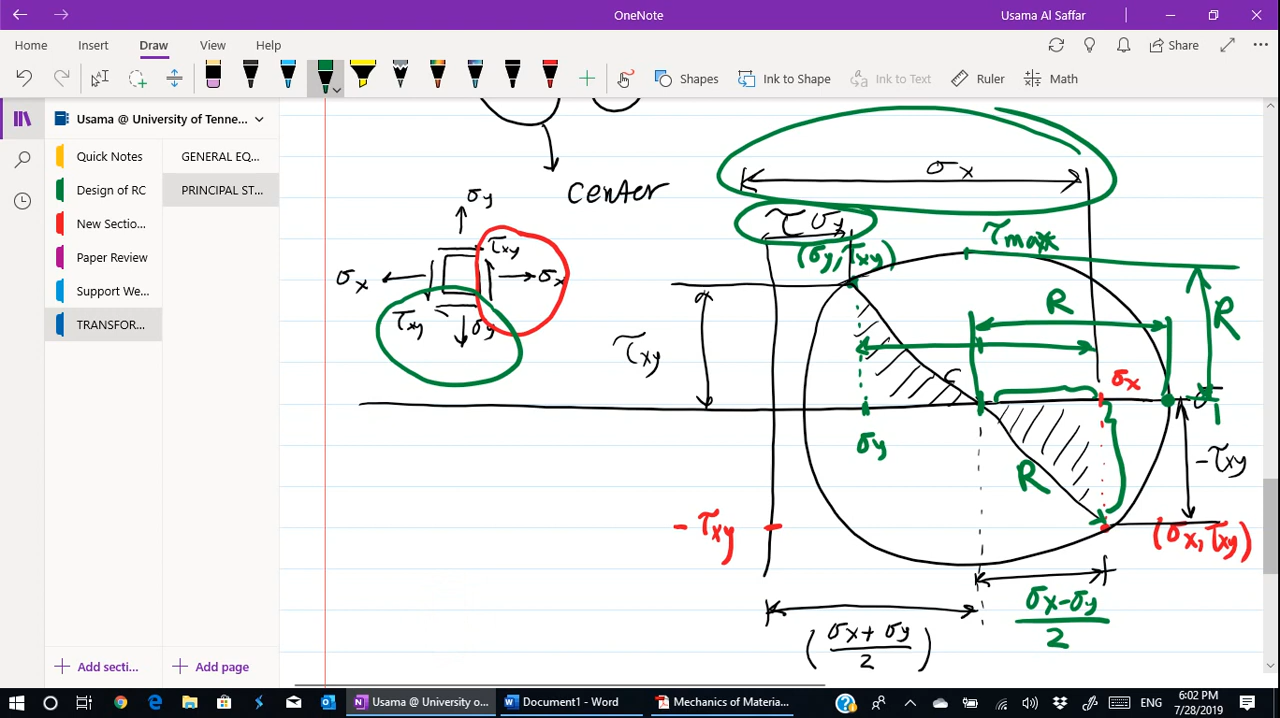 OneNote
Usama Al Saffar
Home Insert Draw View Help
Share
Ink to Text
Shapes Ink to Shape Ruler Math
Usama @ University of Tenne...
Quick Notes
Design of RC
New Sectio...
Paper Review
Support We...
TRANSFOR...
GENERAL EQ...
PRINCIPAL ST...
center
σy
τxy
σx
σx
τxy
σy
σx
σy
(σy, τxy)
τmax
R
R
τxy
C
σx
σ1
σy
R
-τxy
-τxy
(σx, τxy)
σx-σy
2
(σx + σy)
2
Add secti...
Add page
Usama @ University o...
Document1 - Word
Mechanics of Materia...
ENG
6:02 PM
7/28/2019